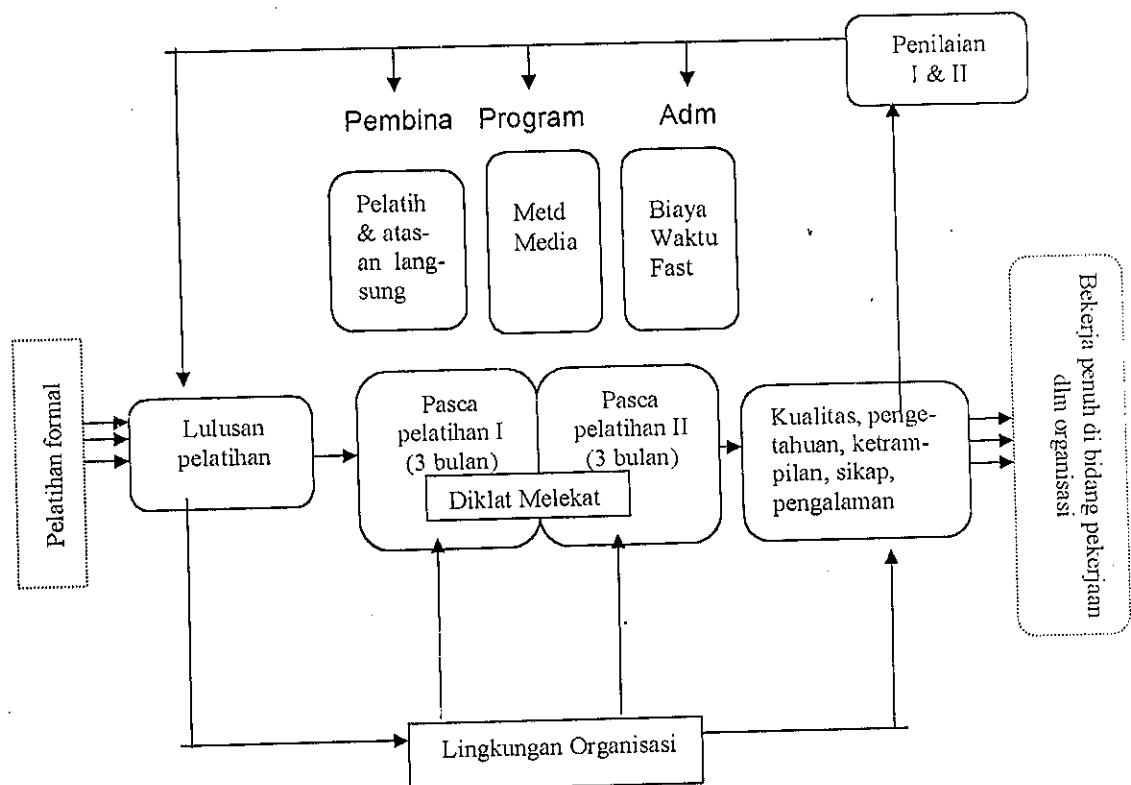 Penilaian
I & II
Pembina
Program
Adm
Pelatih
& atas-
an lang-
sung
Metd
Media
Biaya
Waktu
Fast
Pelatihan formal
Lulusan
pelatihan
Pasca
pelatihan I
(3 bulan)
Pasca
pelatihan II
(3 bulan)
Diklat Melekat
Kualitas, penge-
tahuan, ketram-
pilan, sikap,
pengalaman
Bekerja penuh di bidang pekerjaan
dlm organisasi
Lingkungan Organisasi